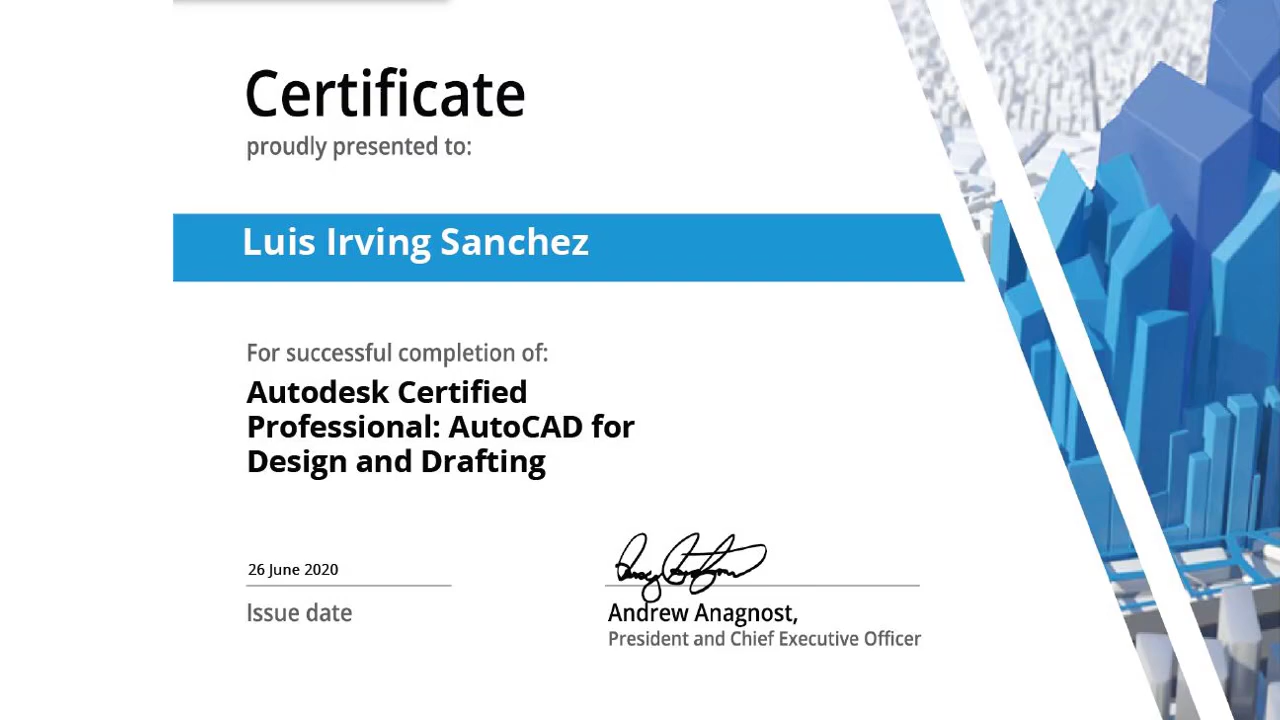 Certificate
proudly presented to:
Luis Irving Sanchez
For successful completion of:
Autodesk Certified
Professional: AutoCAD for
Design and Drafting
26 June 2020
Issue date
Andrew Anagnost,
President and Chief Executive Officer